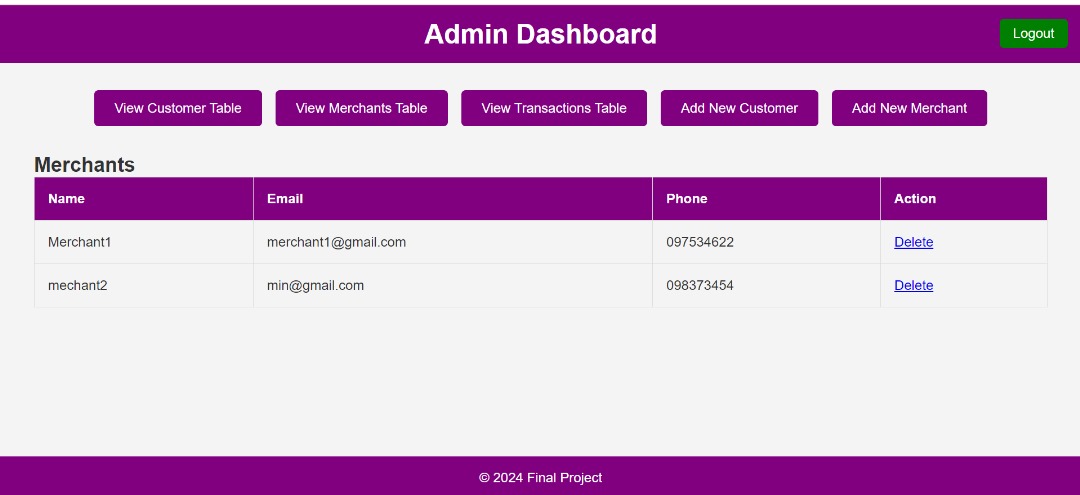 Admin Dashboard
Logout
View Customer Table View Merchants Table View Transactions Table Add New Customer Add New Merchant
Merchants
Name Email Phone Action
Merchant1 merchant1@gmail.com 097534622 Delete
mechant2 min@gmail.com 098373454 Delete
© 2024 Final Project